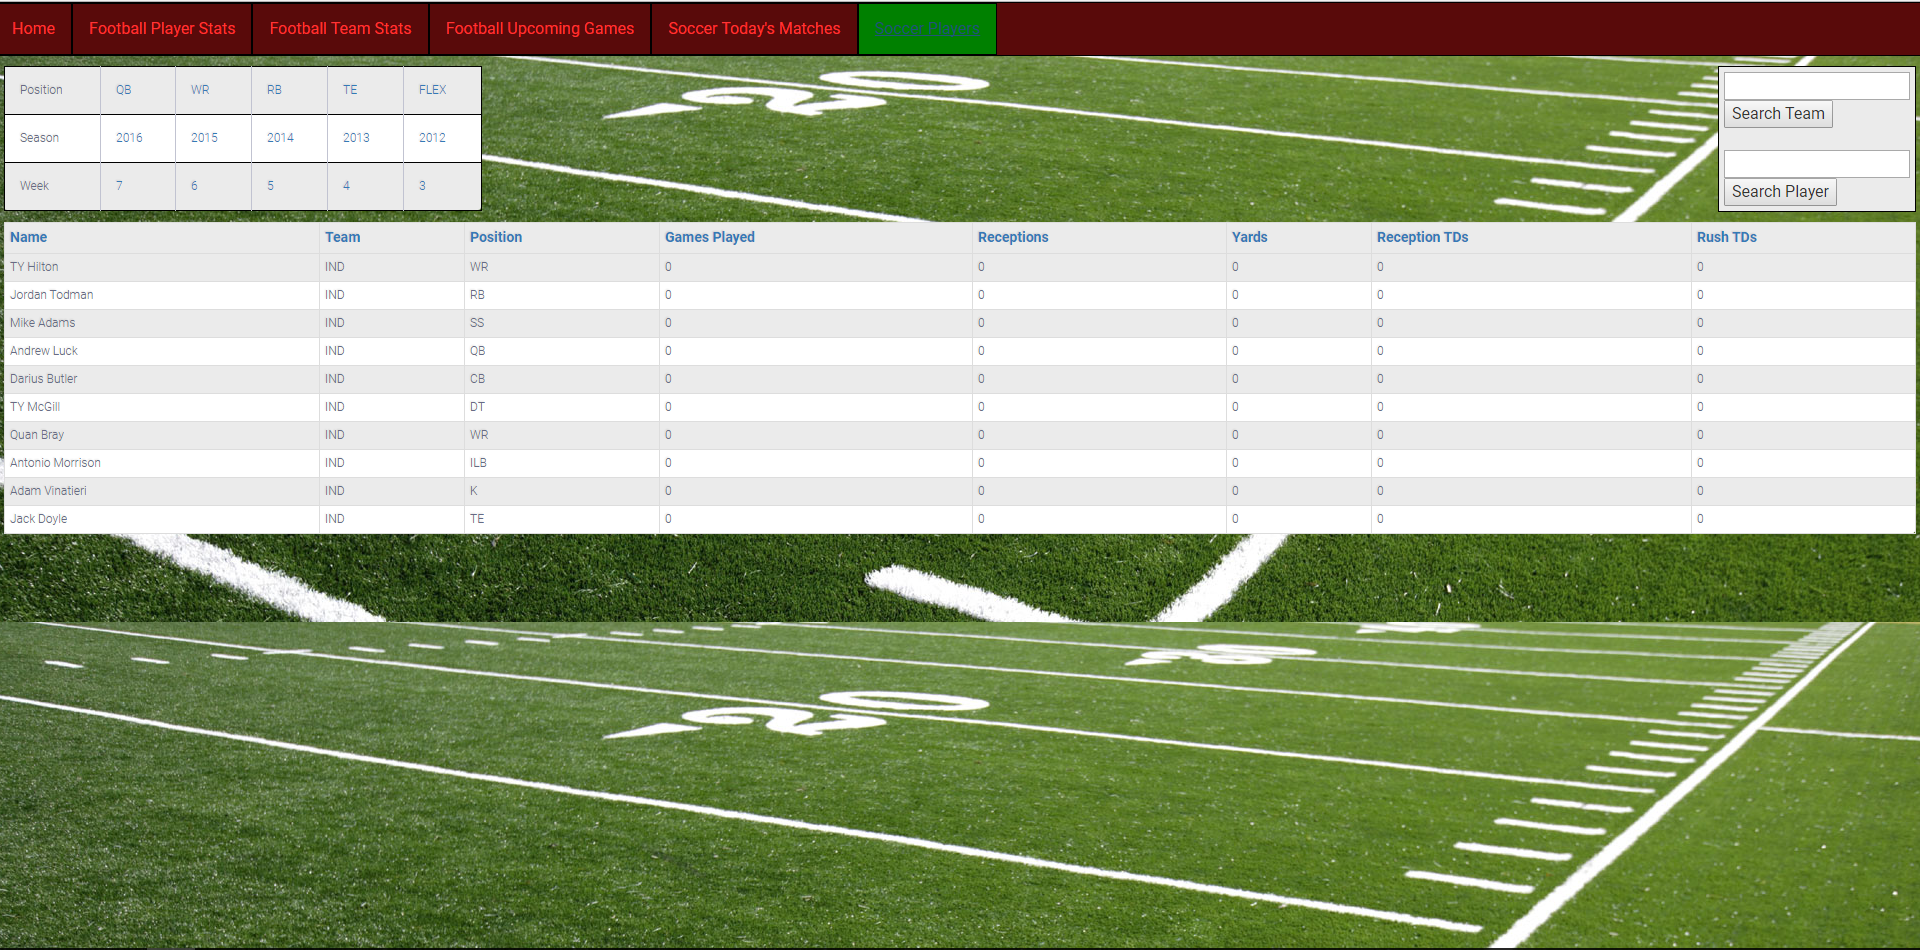 Home Football Player Stats Football Team Stats Football Upcoming Games Soccer Today's Matches Soccer Players
Position QB WR RB TE FLEX
Season 2016 2015 2014 2013 2012
Week 7 6 5 4 3
Search Team
Search Player
Name Team Position Games Played Receptions Yards Reception TDs Rush TDs
TY Hilton IND WR 0 0 0 0 0
Jordan Todman IND RB 0 0 0 0 0
Mike Adams IND SS 0 0 0 0 0
Andrew Luck IND QB 0 0 0 0 0
Darius Butler IND CB 0 0 0 0 0
TY McGill IND DT 0 0 0 0 0
Quan Bray IND WR 0 0 0 0 0
Antonio Morrison IND ILB 0 0 0 0 0
Adam Vinatieri IND K 0 0 0 0 0
Jack Doyle IND TE 0 0 0 0 0
20
20